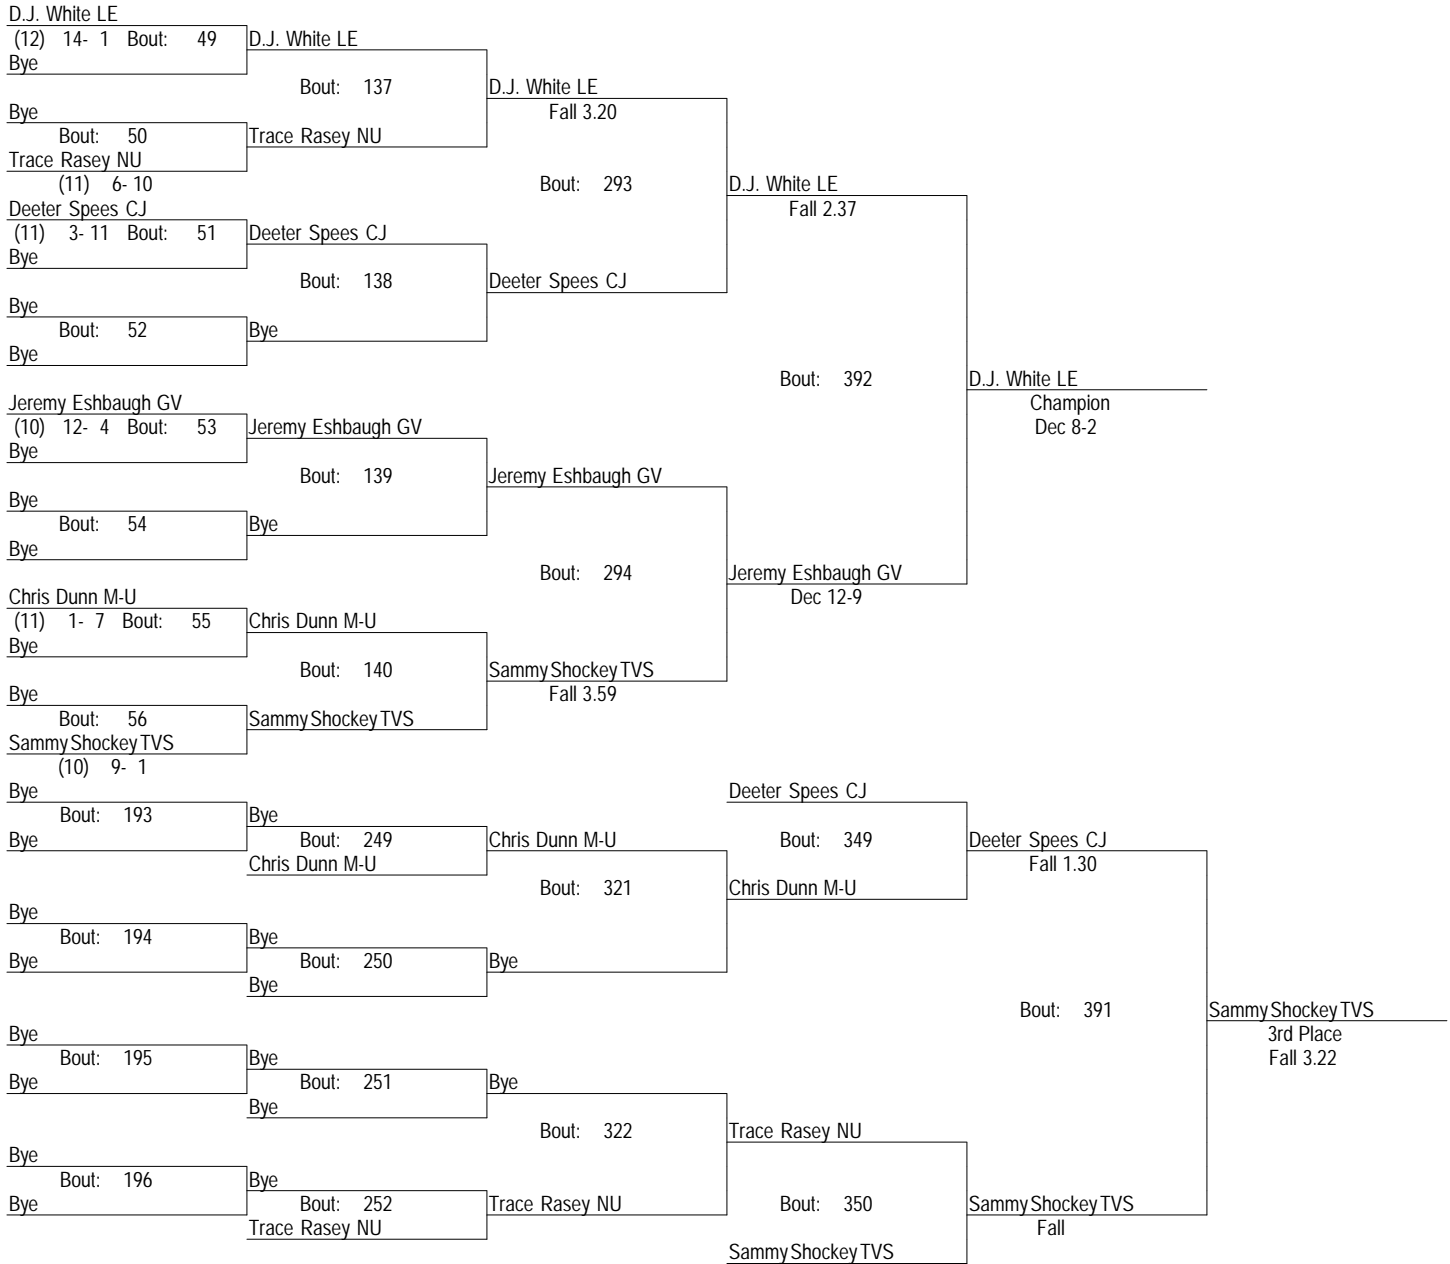 D.J. White LE
(12) 14- 1 Bout: 49 D.J. White LE
Bye
Bout: 137 D.J. White LE
Bye Fall 3.20
Bout: 50 Trace Rasey NU
Trace Rasey NU
(11) 6- 10 Bout: 293 D.J. White LE
Deeter Spees CJ Fall 2.37
(11) 3- 11 Bout: 51 Deeter Spees CJ
Bye
Bout: 138 Deeter Spees CJ
Bye
Bout: 52 Bye
Bye
Bout: 392 D.J. White LE
Jeremy Eshbaugh GV Champion
(10) 12- 4 Bout: 53 Jeremy Eshbaugh GV Dec 8-2
Bye
Bout: 139 Jeremy Eshbaugh GV
Bye
Bout: 54 Bye
Bye
Bout: 294 Jeremy Eshbaugh GV
Chris Dunn M-U Dec 12-9
(11) 1- 7 Bout: 55 Chris Dunn M-U
Bye
Bout: 140 Sammy Shockey TVS
Bye Fall 3.59
Bout: 56 Sammy Shockey TVS
Sammy Shockey TVS
(10) 9- 1
Bye Deeter Spees CJ
Bout: 193 Bye
Bye Bout: 249 Chris Dunn M-U Bout: 349 Deeter Spees CJ
Chris Dunn M-U Fall 1.30
Bout: 321 Chris Dunn M-U
Bye
Bout: 194 Bye
Bye Bout: 250 Bye
Bye
Bout: 391 Sammy Shockey TVS
Bye 3rd Place
Bout: 195 Bye Fall 3.22
Bye Bout: 251 Bye
Bye
Bout: 322 Trace Rasey NU
Bye
Bout: 196 Bye
Bye Bout: 252 Trace Rasey NU Bout: 350 Sammy Shockey TVS
Trace Rasey NU Fall
Sammy Shockey TVS